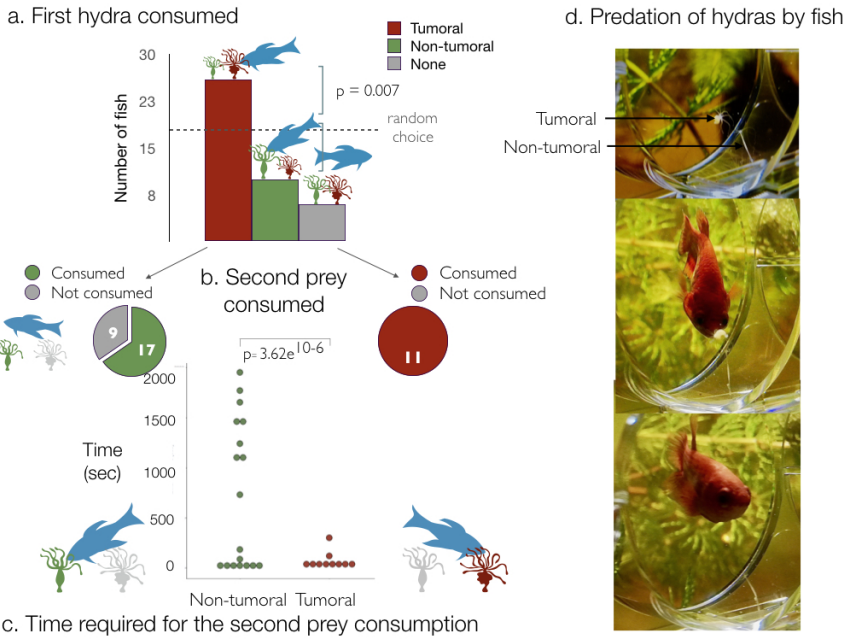 a. First hydra consumed
Tumoral
Non-tumoral
None
Number of fish
30
23
15
8
p = 0.007
random
choice
Consumed
Not consumed
9
17
b. Second prey
consumed
Consumed
Not consumed
11
p= 3.62e10-6
Time
(sec)
2000
1500
1000
500
0
Non-tumoral Tumoral
c. Time required for the second prey consumption
d. Predation of hydras by fish
Tumoral
Non-tumoral